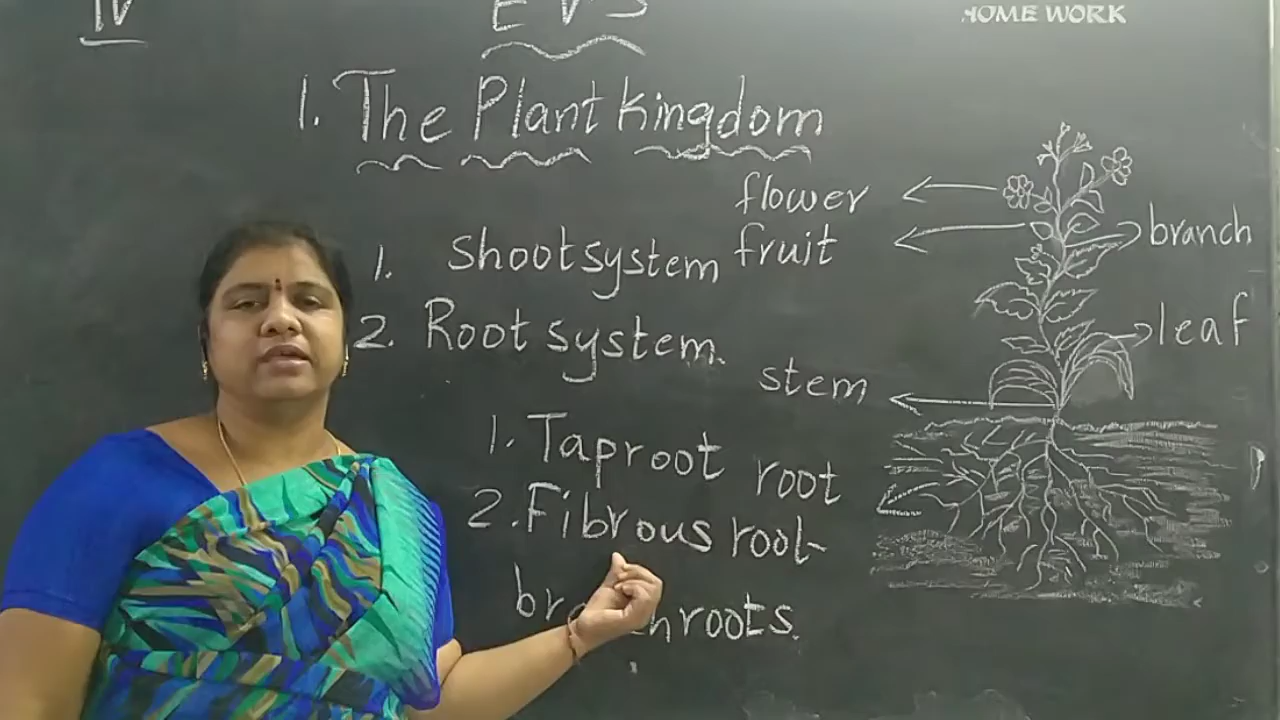 IV
EVS
HOME WORK
1. The Plant Kingdom
1. Shoot system
2. Root system.
1. Taproot
2. Fibrous root-
roots.
flower
fruit
branch
leaf
stem
root